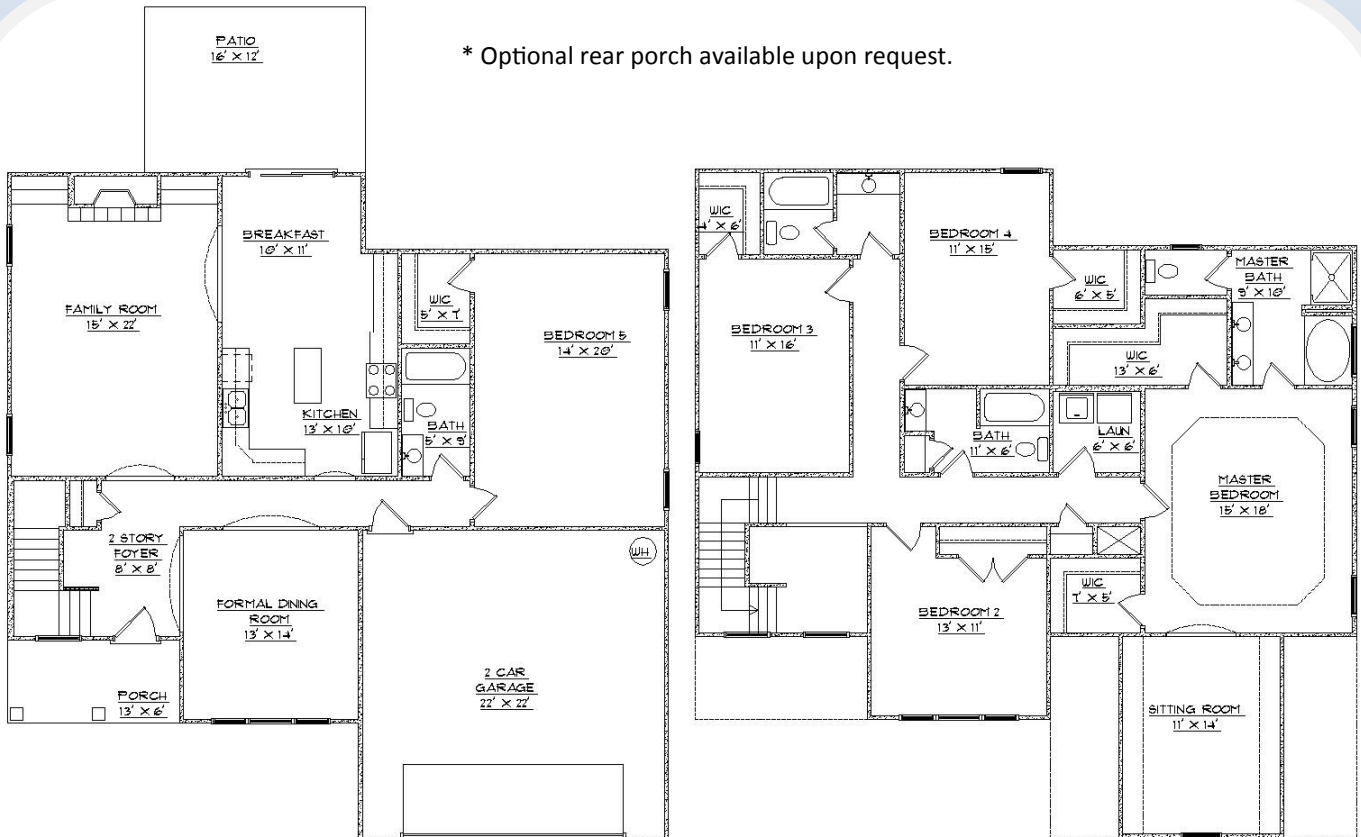 PATIO
16' X 12'
* Optional rear porch available upon request.
BREAKFAST
10' X 11'
FAMILY ROOM
15' X 22'
WIC
5' X 7'
BEDROOM 5
14' X 20'
KITCHEN
13' X 10'
BATH
5' X 9'
2 STORY
FOYER
8' X 8'
WH
FORMAL DINING
ROOM
13' X 14'
2 CAR
GARAGE
22' X 22'
PORCH
13' X 6'
WIC
4' X 6'
BEDROOM 4
11' X 15'
MASTER
BATH
9' X 10'
WIC
6' X 5'
BEDROOM 3
11' X 16'
WIC
13' X 6'
BATH
11' X 6'
LAUN
6' X 6'
MASTER
BEDROOM
15' X 18'
WIC
7' X 5'
BEDROOM 2
13' X 11'
SITTING ROOM
11' X 14'